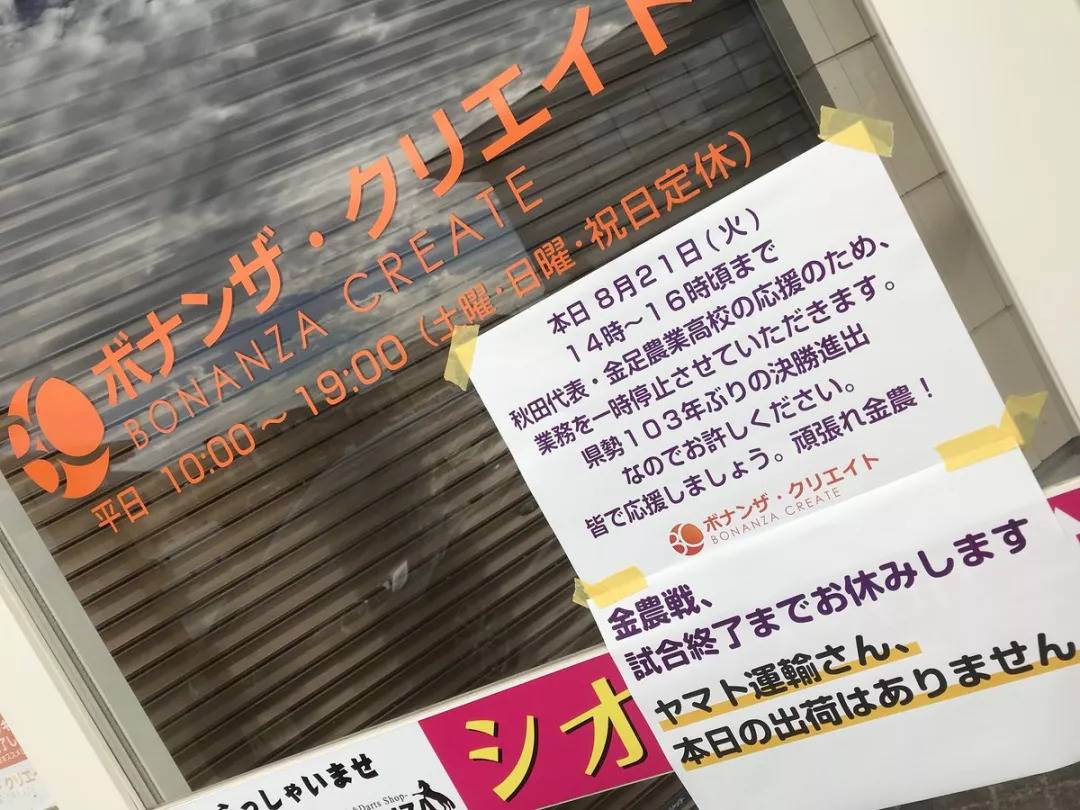 ボナンザ・クリエイト
BONANZA CREATE
平日 10:00～19:00（土曜・日曜・祝日定休）
本日８月２１日（火）
１４時～１６時頃まで
秋田代表・金足農業高校の応援のため、
業務を一時停止させていただきます。
県勢１０３年ぶりの決勝進出
なのでお許しください。
皆で応援しましょう。頑張れ金農！
ボナンザ・クリエイト
BONANZA CREATE
金農戦、
試合終了までお休みします
ヤマト運輸さん、
本日の出荷はありません
シオ
っしゃいませ
Darts Shop-